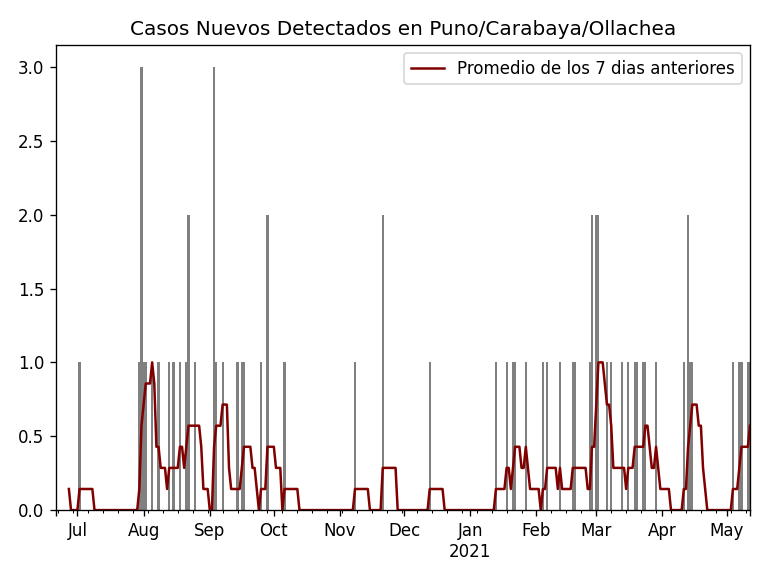 Casos Nuevos Detectados en Puno/Carabaya/Ollachea
Promedio de los 7 dias anteriores
3.0
2.5
2.0
1.5
1.0
0.5
0.0
Jul Aug Sep Oct Nov Dec Jan Feb Mar Apr May
2021